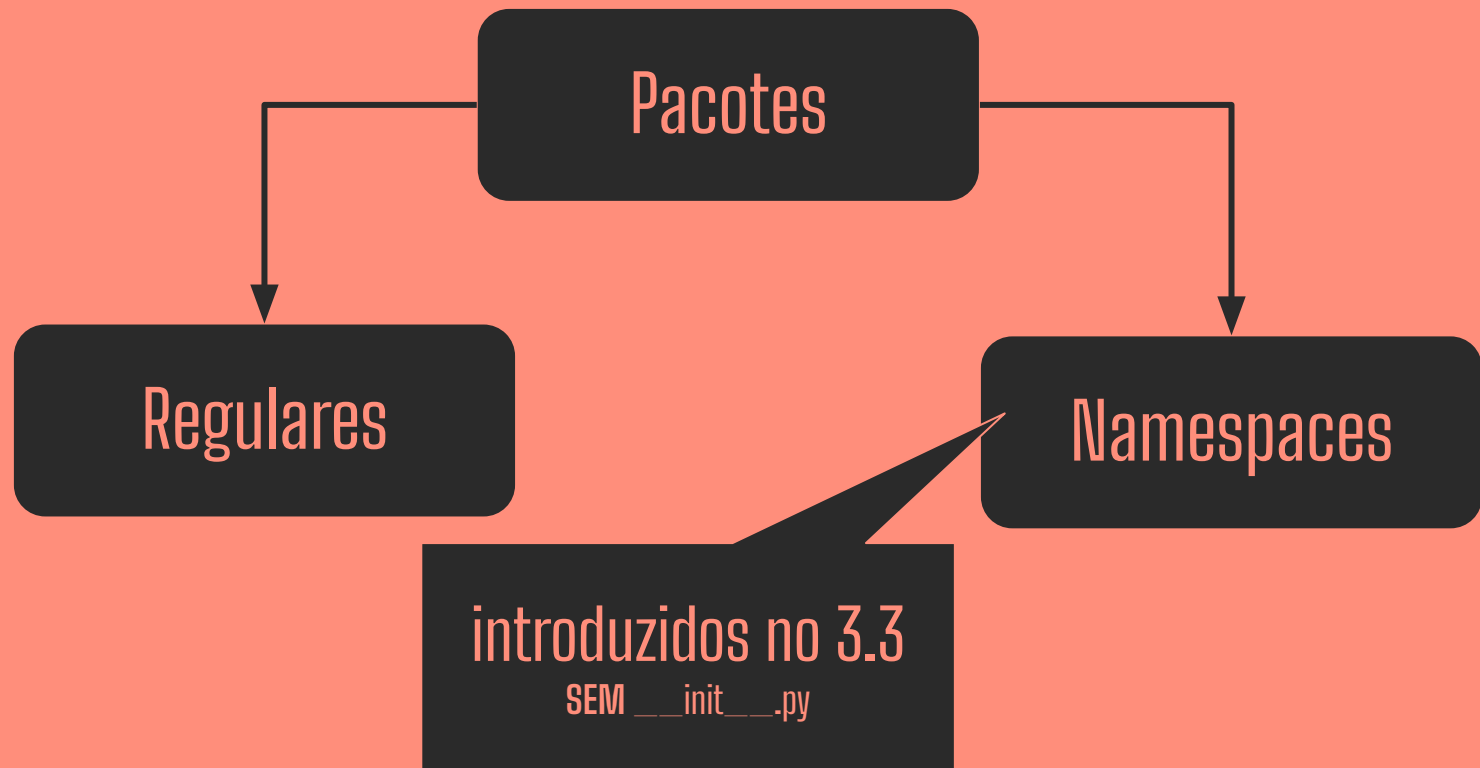 Pacotes
Regulares
Namespaces
introduzidos no 3.3
SEM __init__.py